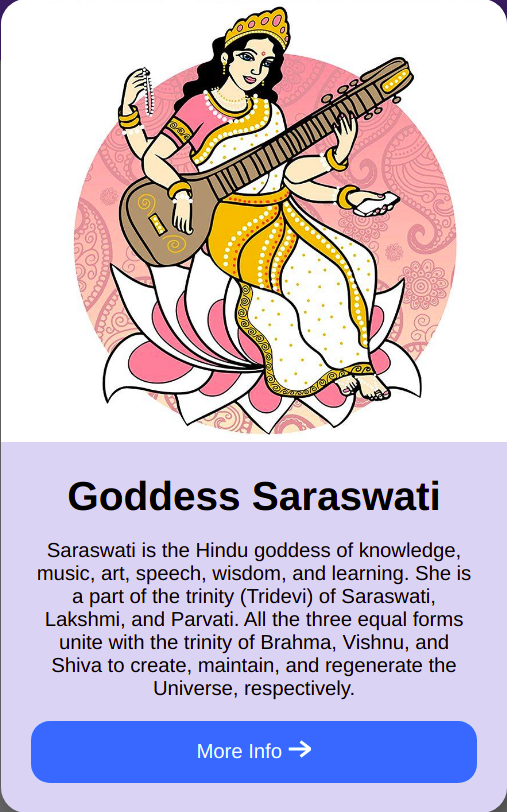 Goddess Saraswati
Saraswati is the Hindu goddess of knowledge,
music, art, speech, wisdom, and learning. She is
a part of the trinity (Tridevi) of Saraswati,
Lakshmi, and Parvati. All the three equal forms
unite with the trinity of Brahma, Vishnu, and
Shiva to create, maintain, and regenerate the
Universe, respectively.
More Info →